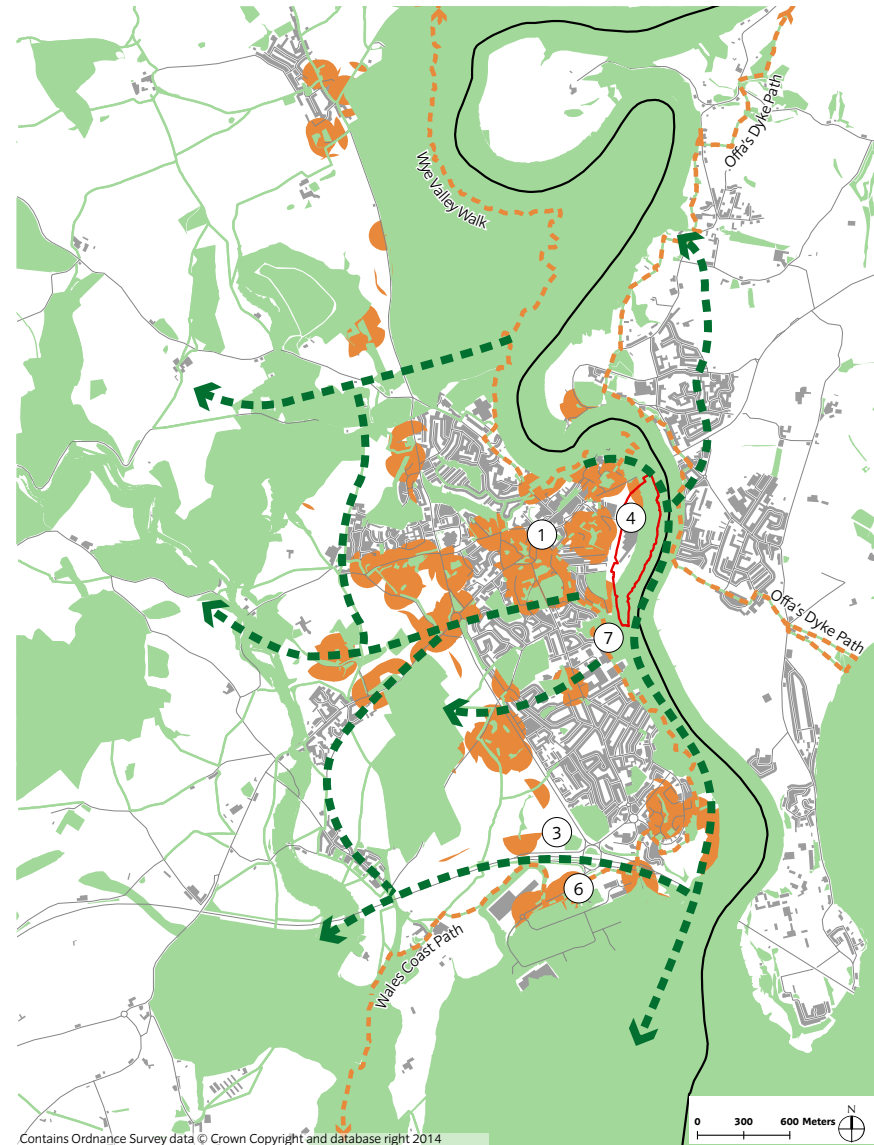 Offa's Dyke Path
Wye Valley Walk
1
4
Offa's Dyke Path
7
3
6
Wales Coast Path
N
0 300 600 Meters
Contains Ordnance Survey data © Crown Copyright and database right 2014